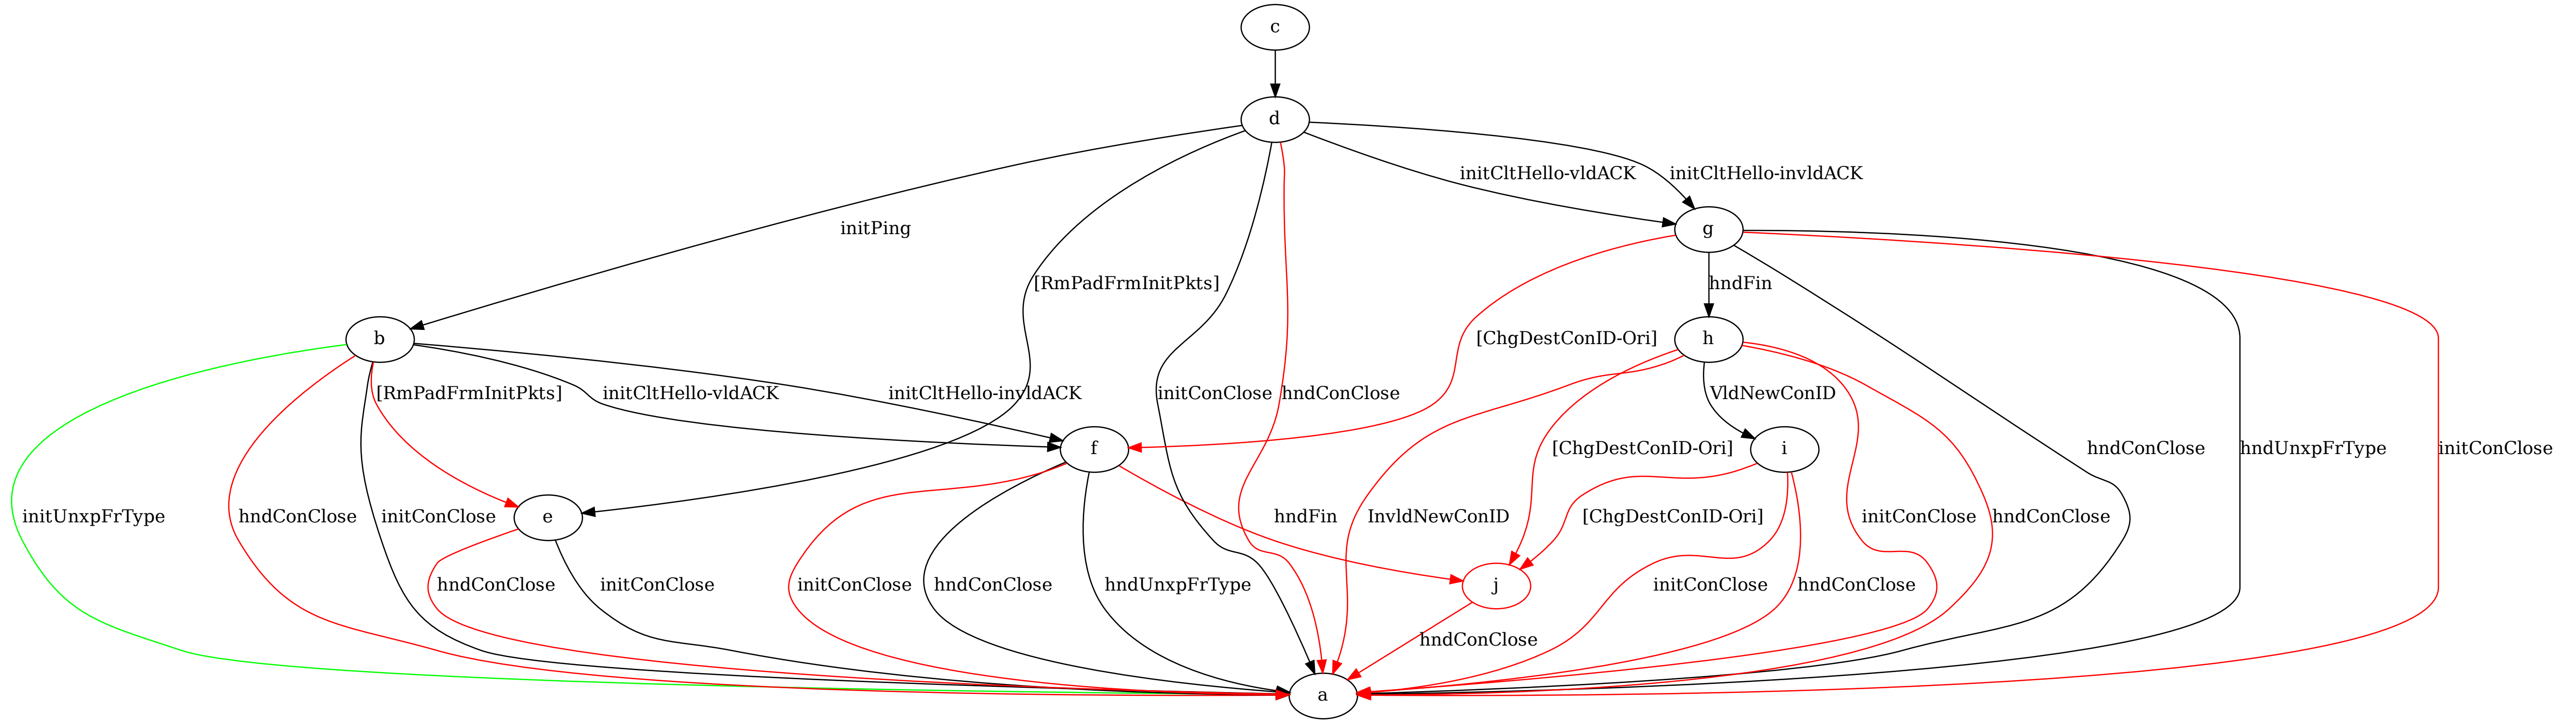 c
d
initCltHello-vldACK
initCltHello-invldACK
initPing
g
[RmPadFrmInitPkts]
hndFin
b
[ChgDestConID-Ori]
h
[RmPadFrmInitPkts]
initCltHello-vldACK
initCltHello-invldACK
initConClose
hndConClose
VldNewConID
f
[ChgDestConID-Ori]
i
hndConClose
hndUnxpFrType
initConClose
initUnxpFrType
hndConClose
initConClose
e
hndFin
InvldNewConID
[ChgDestConID-Ori]
initConClose
hndConClose
hndConClose
initConClose
initConClose
hndConClose
hndUnxpFrType
j
initConClose
hndConClose
hndConClose
a